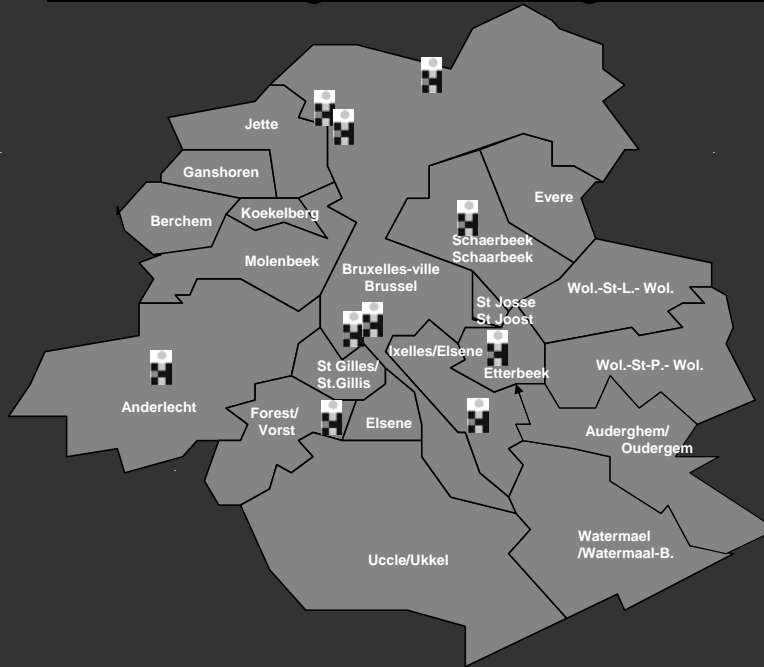 Jette
Ganshoren
Evere
Berchem
Koekelberg
Schaerbeek
Schaarbeek
Molenbeek
Bruxelles-ville
Brussel
Wol.-St-L.- Wol.
St Josse
St Joost
Ixelles/Elsene
St Gilles/
St.Gillis
Etterbeek
Wol.-St-P.- Wol.
Anderlecht
Forest/
Vorst
Elsene
Auderghem/
Oudergem
Watermael
/Watermaal-B.
Uccle/Ukkel